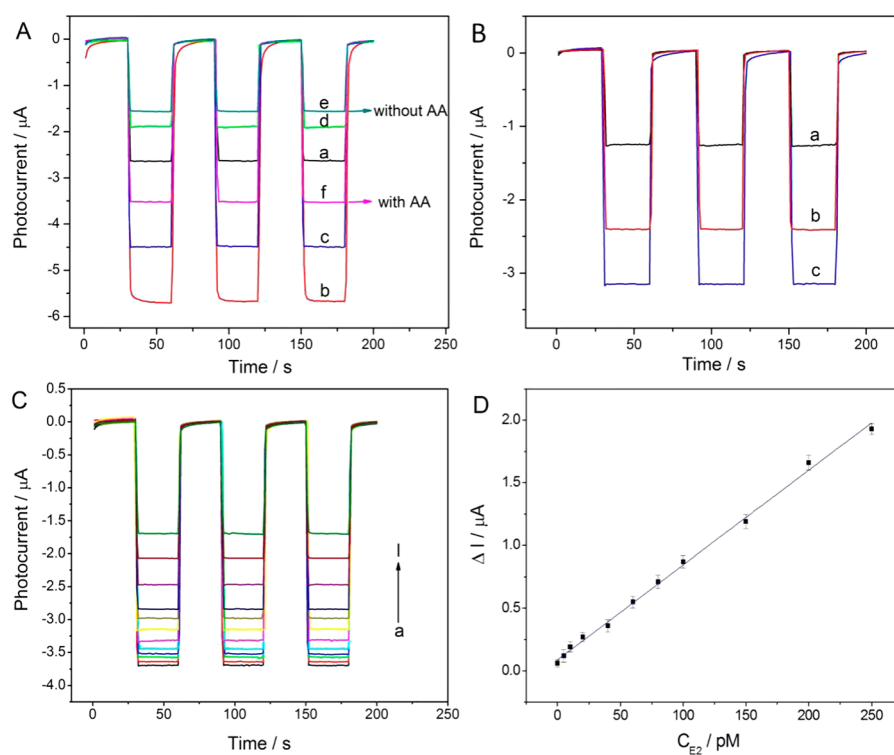 A
Photocurrent / μA
0
-1
-2
-3
-4
-5
-6
e
without AA
d
a
f
with AA
c
b
0 50 100 150 200 250
Time / s
B
Photocurrent / μA
0
-1
-2
-3
a
b
c
0 50 100 150 200
Time / s
C
Photocurrent / μA
0.5
0.0
-0.5
-1.0
-1.5
-2.0
-2.5
-3.0
-3.5
-4.0
l
a
0 50 100 150 200 250
Time / s
D
Δ I / μA
2.0
1.5
1.0
0.5
0.0
0 50 100 150 200 250
C_E2 / pM